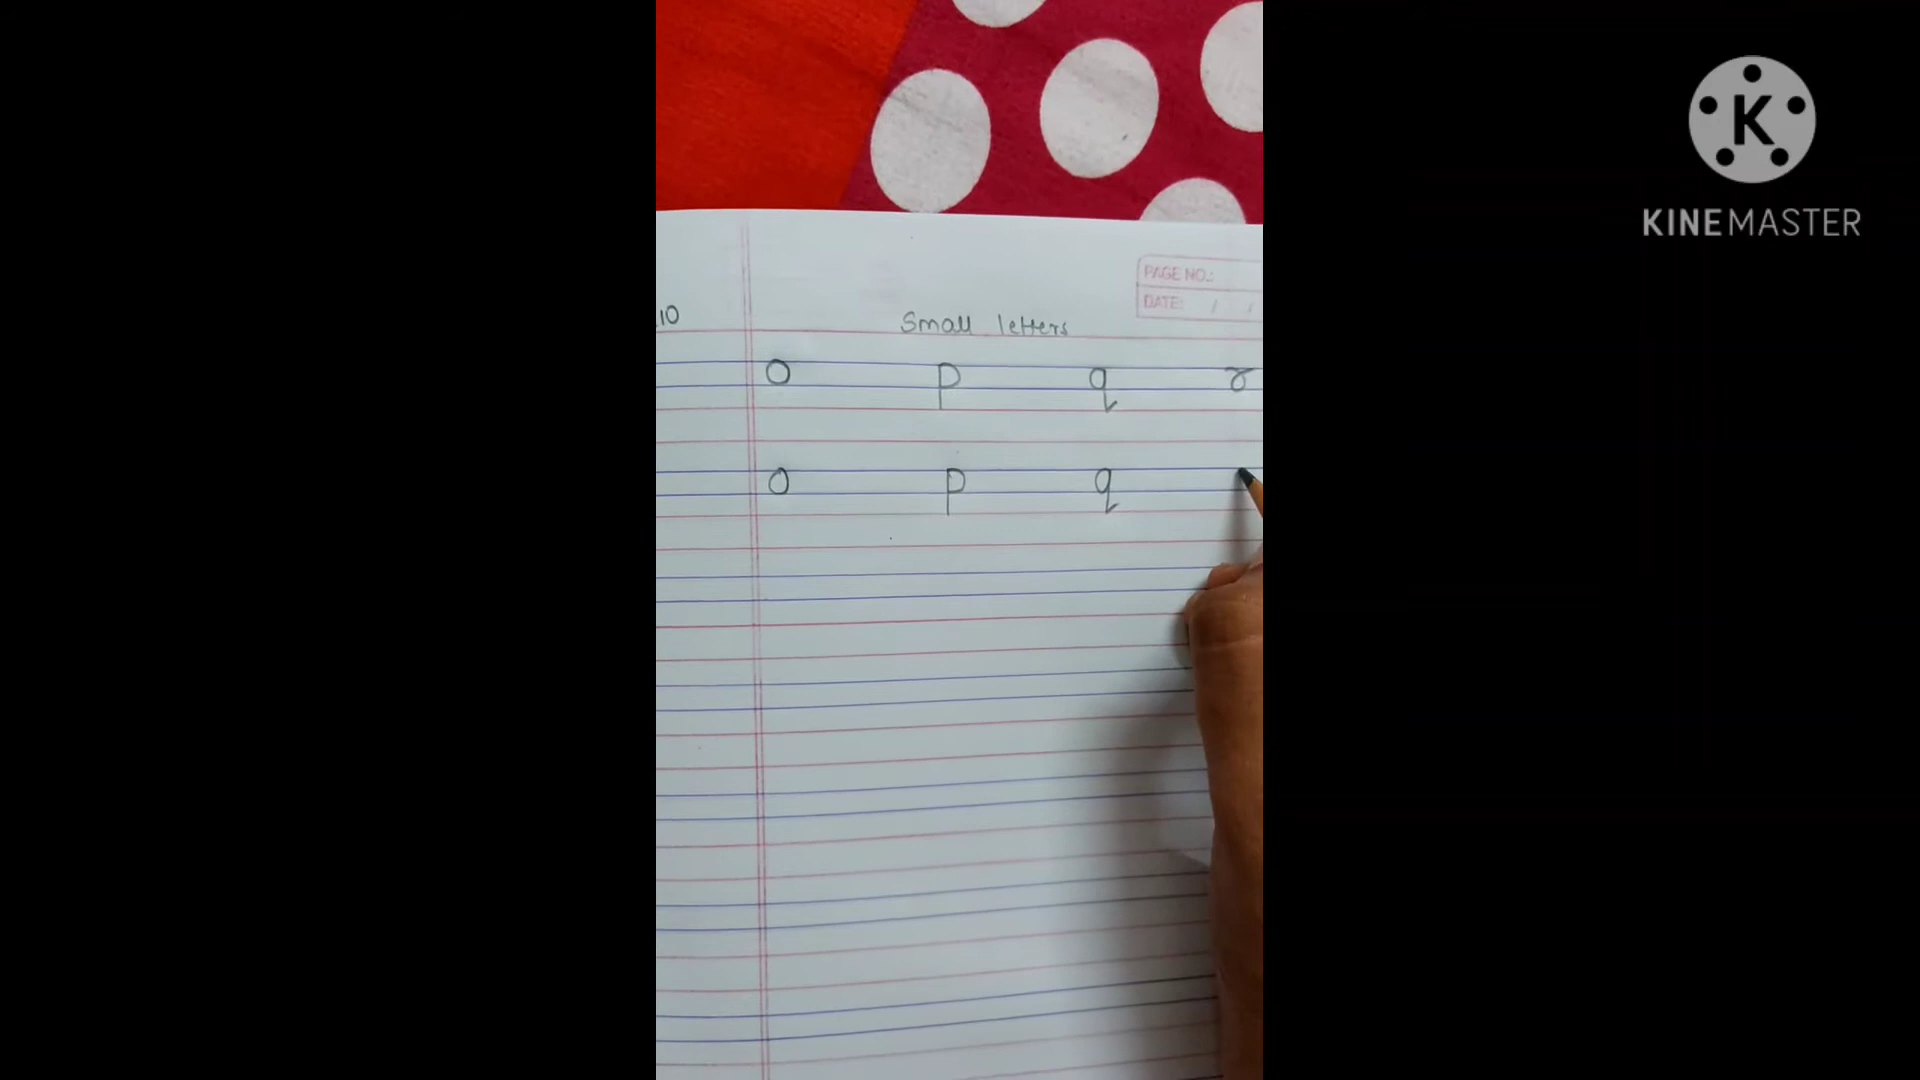 KINEMASTER
PAGE NO.:
DATE: / /
10
Small letters
o p q r
o p q